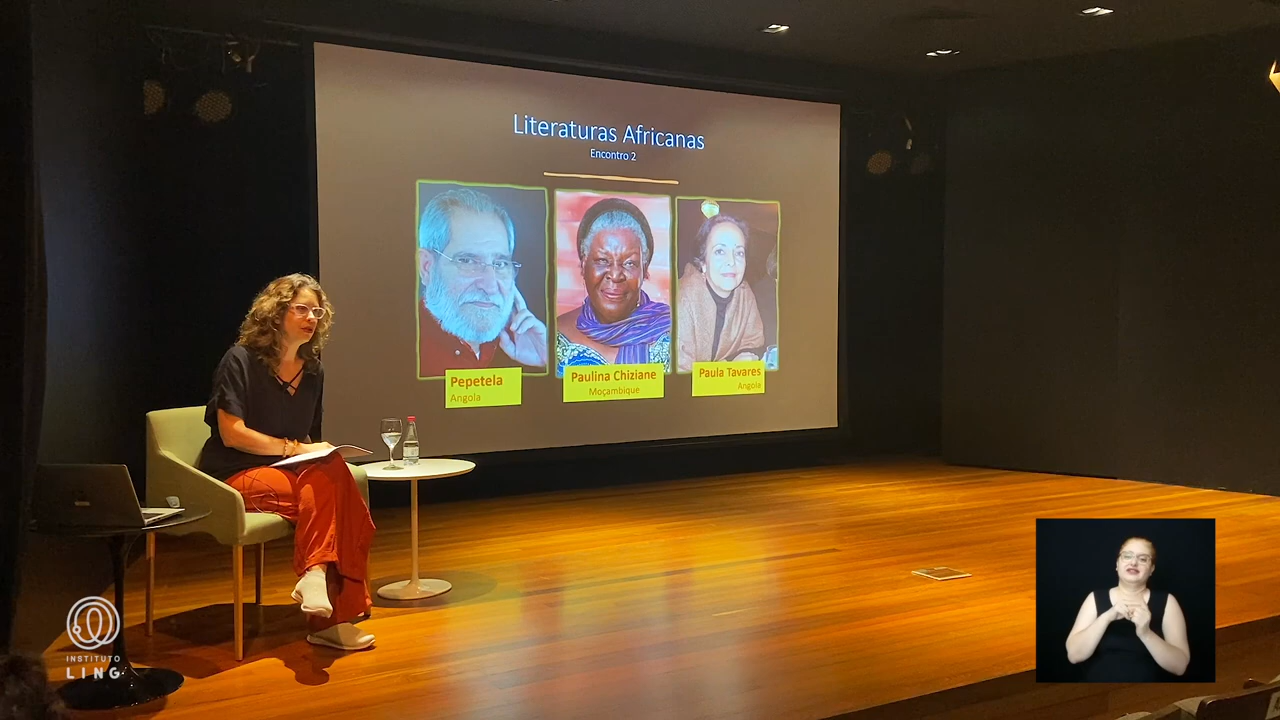 Literaturas Africanas
Encontro 2
Pepetela
Angola
Paulina Chiziane
Moçambique
Paula Tavares
Angola
INSTITUTO
LING